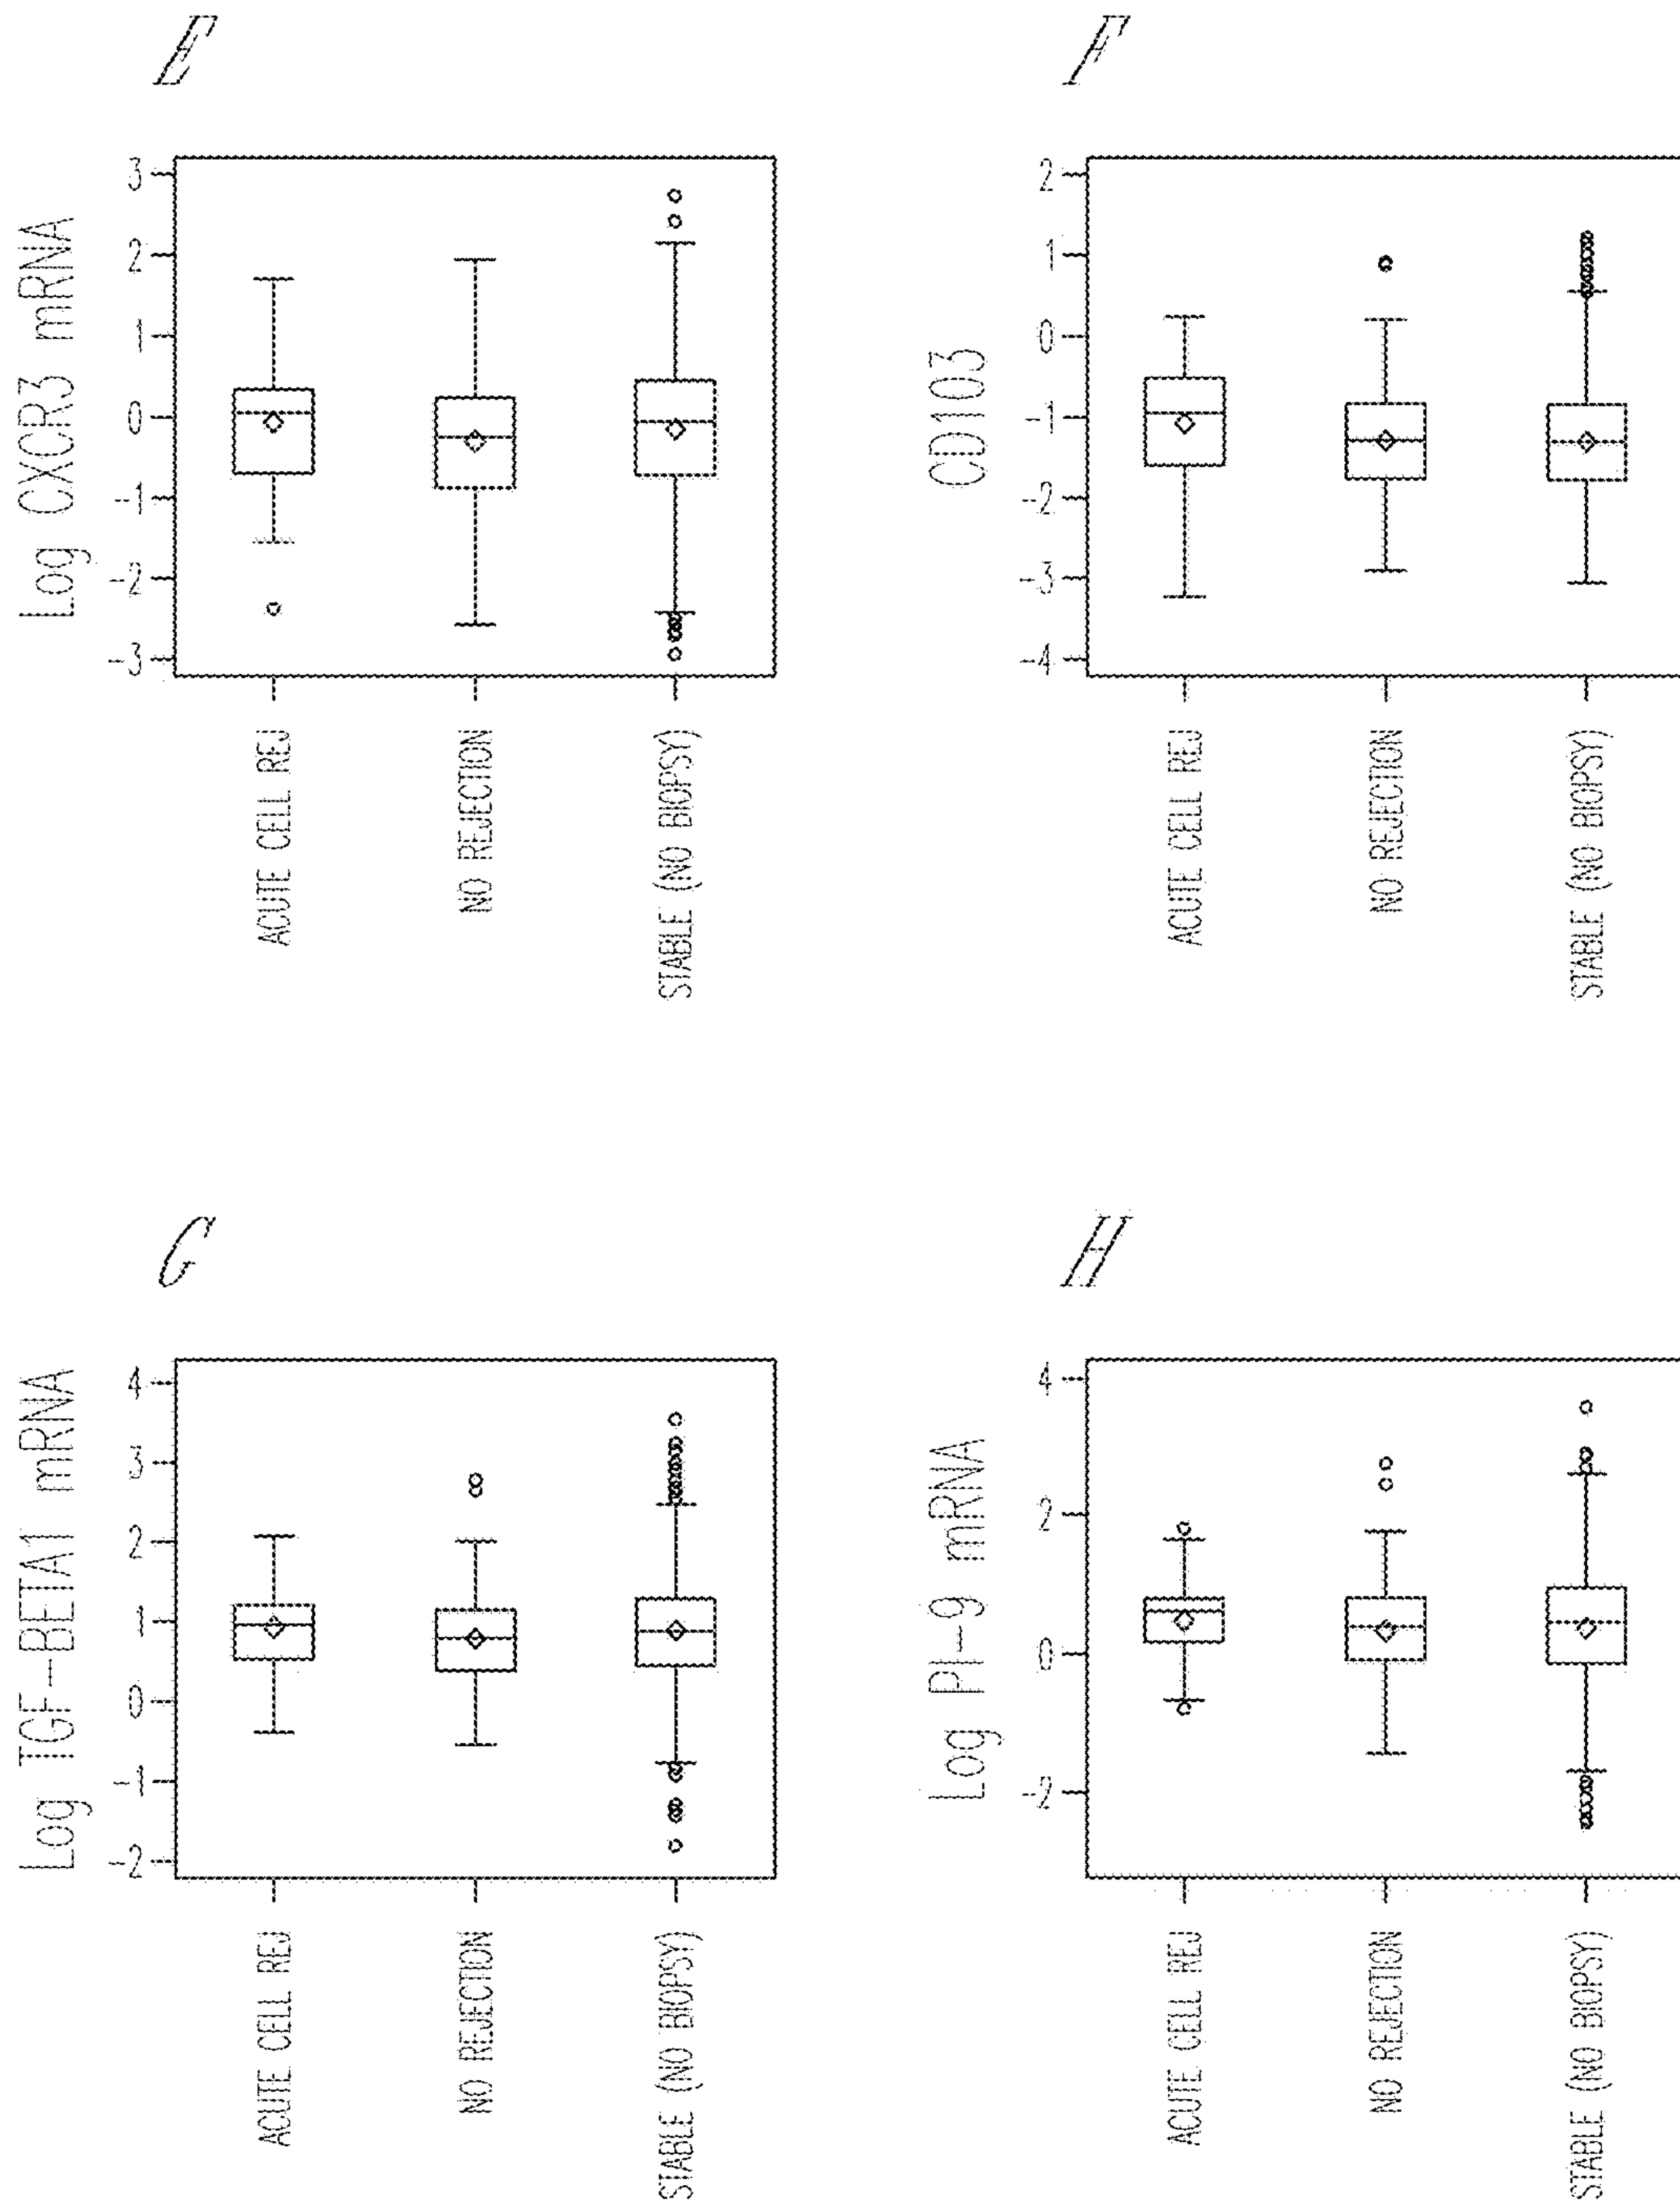 E
Log CXCR3 mRNA
3
2
1
0
-1
-2
-3
ACUTE CELL REJ
NO REJECTION
STABLE (NO BIOPSY)
F
CD103
2
1
0
-1
-2
-3
-4
ACUTE CELL REJ
NO REJECTION
STABLE (NO BIOPSY)
G
Log TGF-BETA1 mRNA
4
3
2
1
0
-1
-2
ACUTE CELL REJ
NO REJECTION
STABLE (NO BIOPSY)
H
Log PI-9 mRNA
4
2
0
-2
ACUTE CELL REJ
NO REJECTION
STABLE (NO BIOPSY)